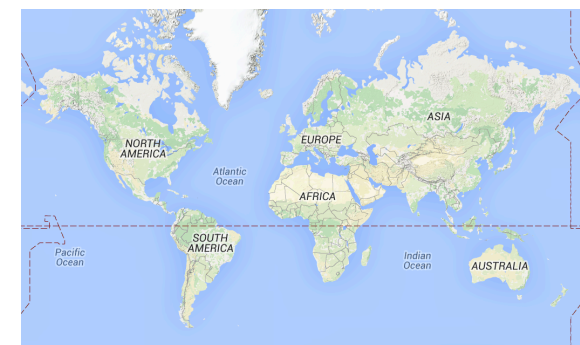 ASIA
NORTH
AMERICA
EUROPE
Atlantic
Ocean
AFRICA
SOUTH
AMERICA
Pacific
Ocean
Indian
Ocean
AUSTRALIA